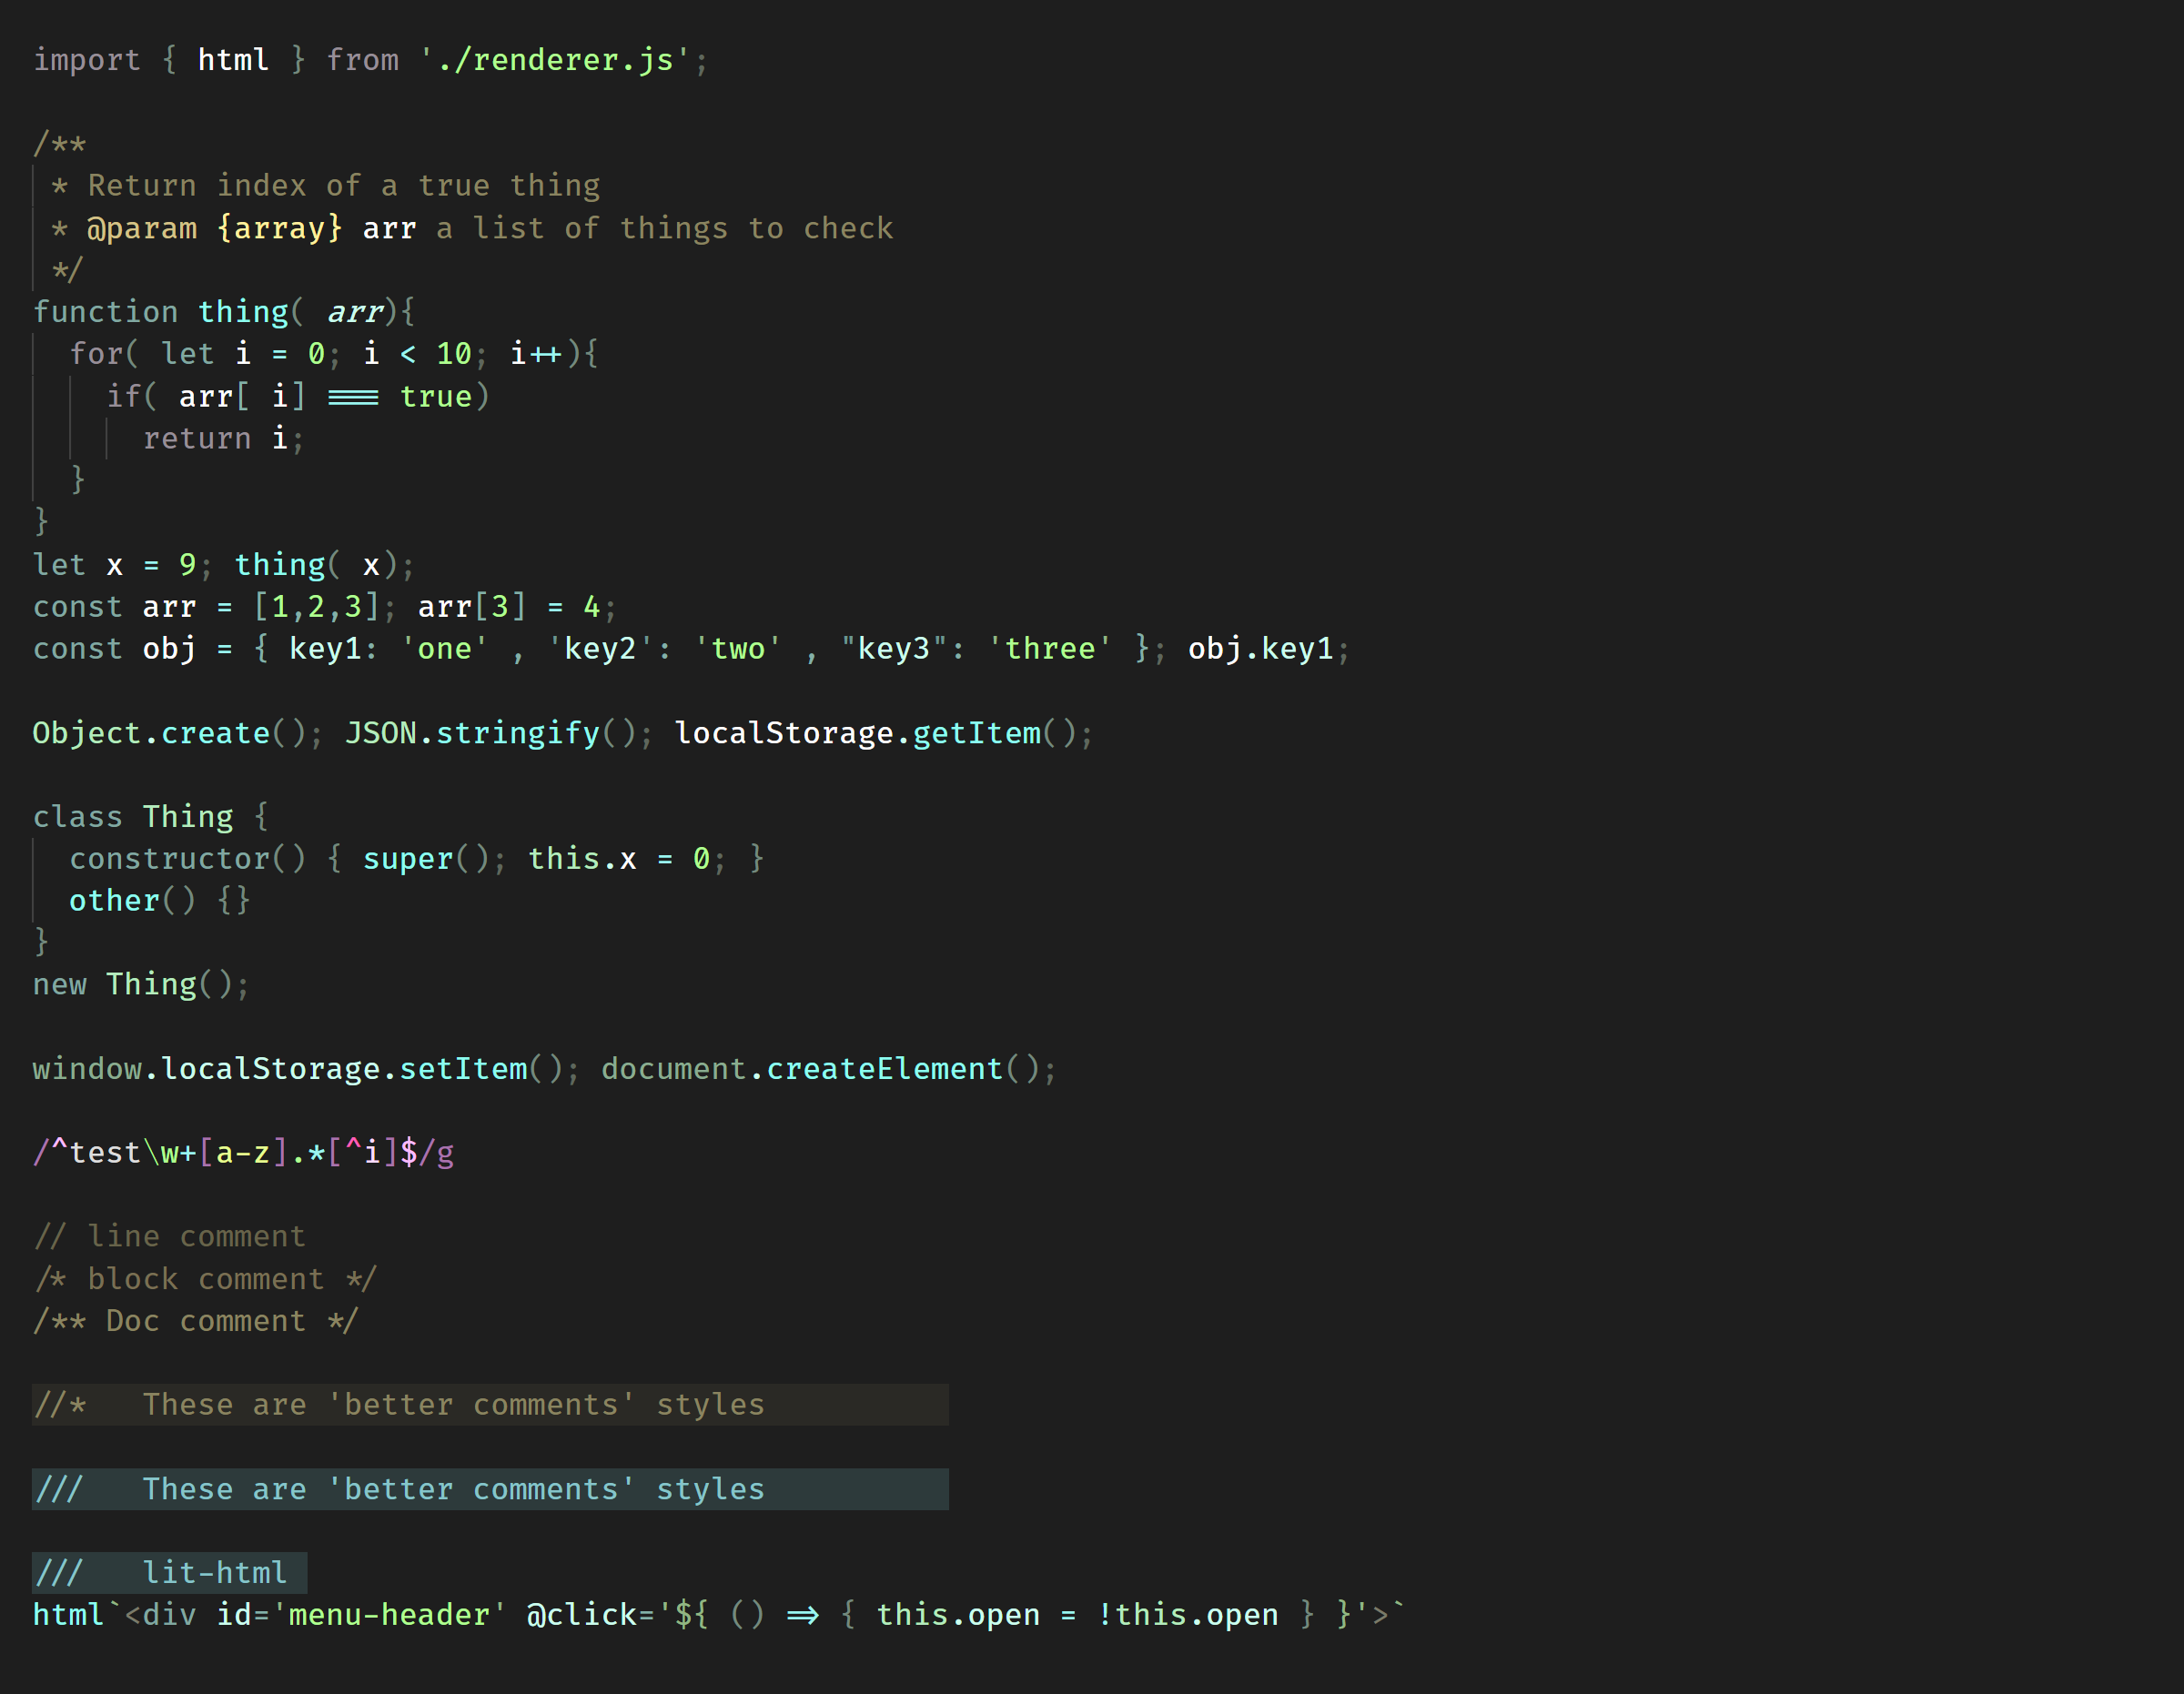 import { html } from './renderer.js';
/**
 * Return index of a true thing
 * @param {array} arr a list of things to check
 */
function thing( arr){
  for( let i = 0; i < 10; i++){
    if( arr[ i] === true)
      return i;
  }
}
let x = 9; thing( x);
const arr = [1,2,3]; arr[3] = 4;
const obj = { key1: 'one' , 'key2': 'two' , "key3": 'three' }; obj.key1;
Object.create(); JSON.stringify(); localStorage.getItem();
class Thing {
  constructor() { super(); this.x = 0; }
  other() {}
}
new Thing();
window.localStorage.setItem(); document.createElement();
/^test\w+[a-z].*[^i]$/g
// line comment
/* block comment */
/** Doc comment */
//*   These are 'better comments' styles
///   These are 'better comments' styles
///   lit-html
html`<div id='menu-header' @click='${ () => { this.open = !this.open } }'>`